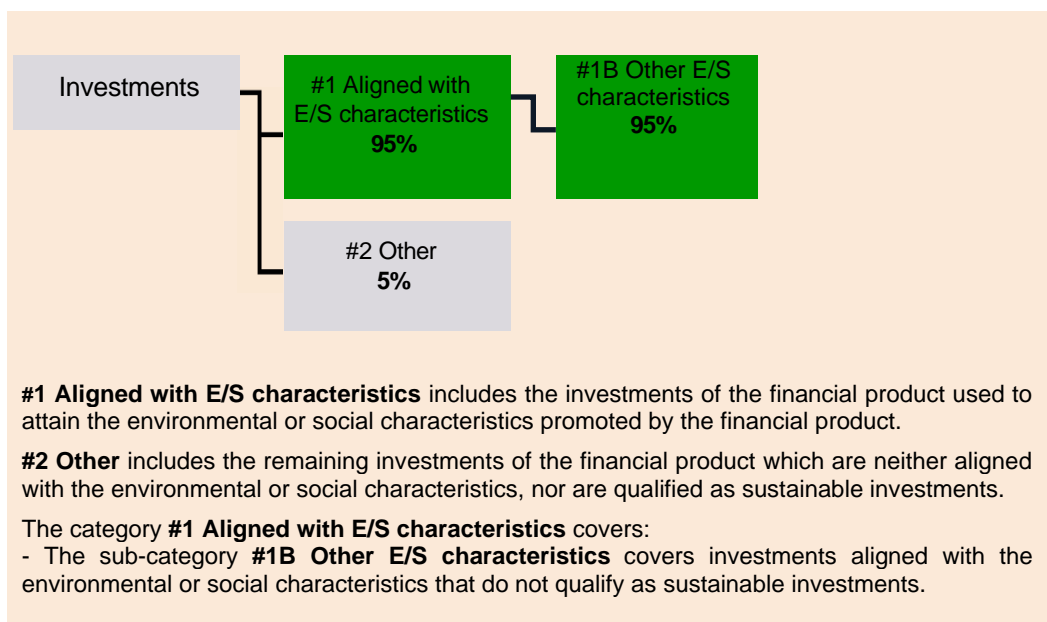 Investments
#1 Aligned with
E/S characteristics
95%
#1B Other E/S
characteristics
95%
#2 Other
5%
#1 Aligned with E/S characteristics includes the investments of the financial product used to
attain the environmental or social characteristics promoted by the financial product.
#2 Other includes the remaining investments of the financial product which are neither aligned
with the environmental or social characteristics, nor are qualified as sustainable investments.
The category #1 Aligned with E/S characteristics covers:
- The sub-category #1B Other E/S characteristics covers investments aligned with the
environmental or social characteristics that do not qualify as sustainable investments.